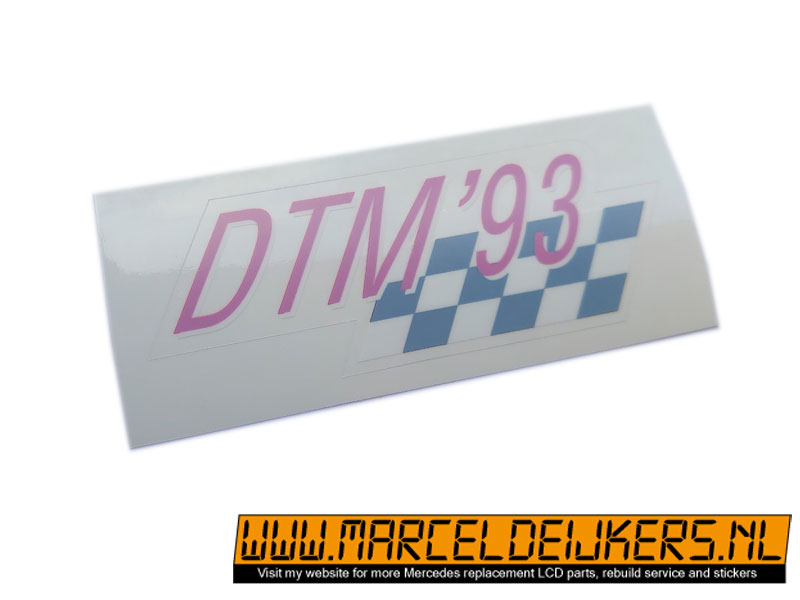 DTM '93
WWW.MARCELDEIJKERS.NL
Visit my website for more Mercedes replacement LCD parts, rebuild service and stickers